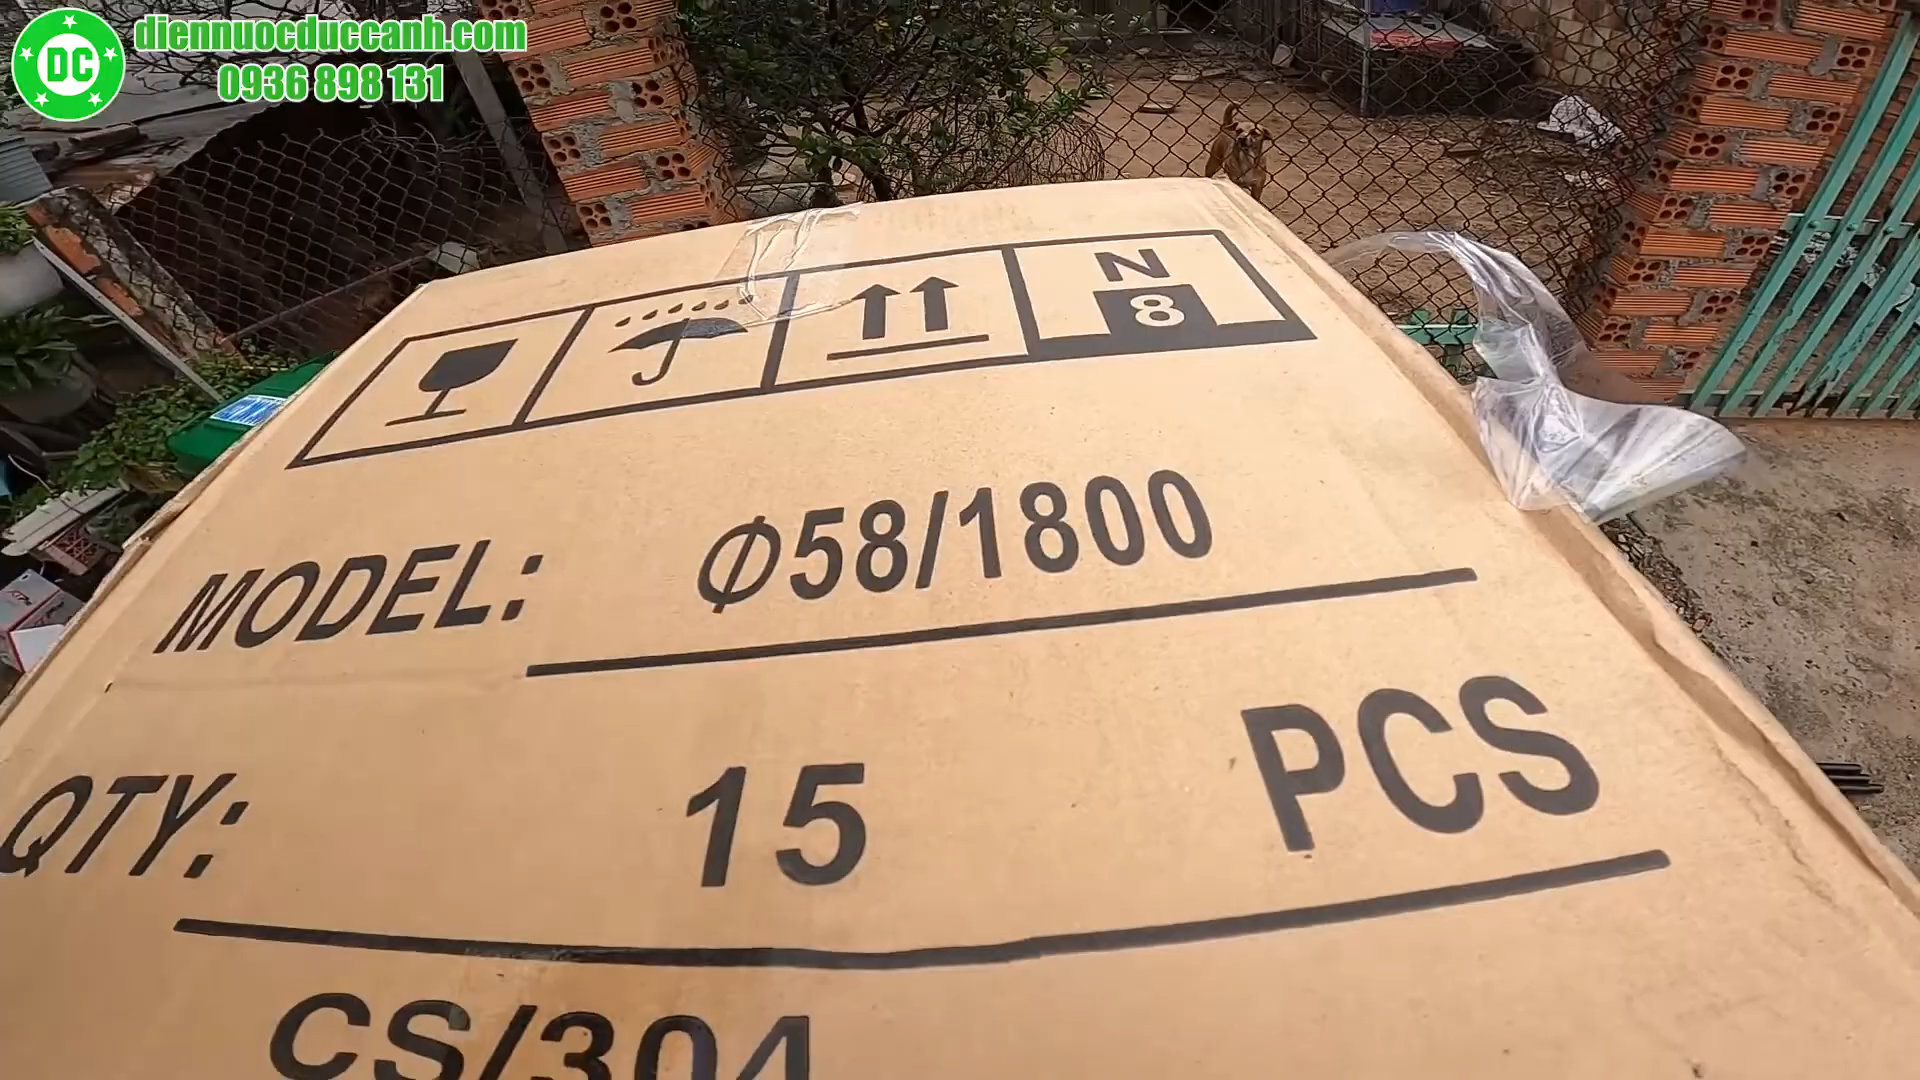 DC
diennuocduccanh.com
0936 898 131
N
8
MODEL: Φ58/1800
QTY: 15 PCS
CS/304